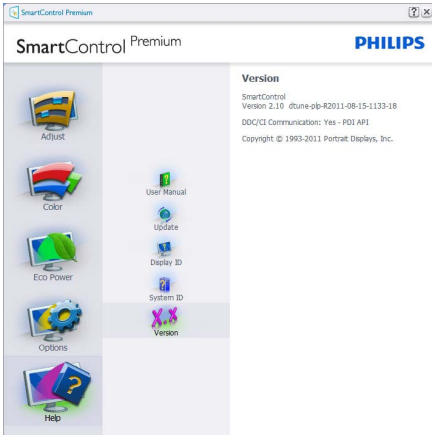 SmartControl Premium
SmartControl Premium
PHILIPS
Adjust
Color
Eco Power
Options
Help
User Manual
Update
Display ID
System ID
X.X
Version
Version
SmartControl
Version 2.10 dtune-plp-R2011-08-15-1133-18
DDC/CI Communication: Yes - PDI API
Copyright © 1993-2011 Portrait Displays, Inc.